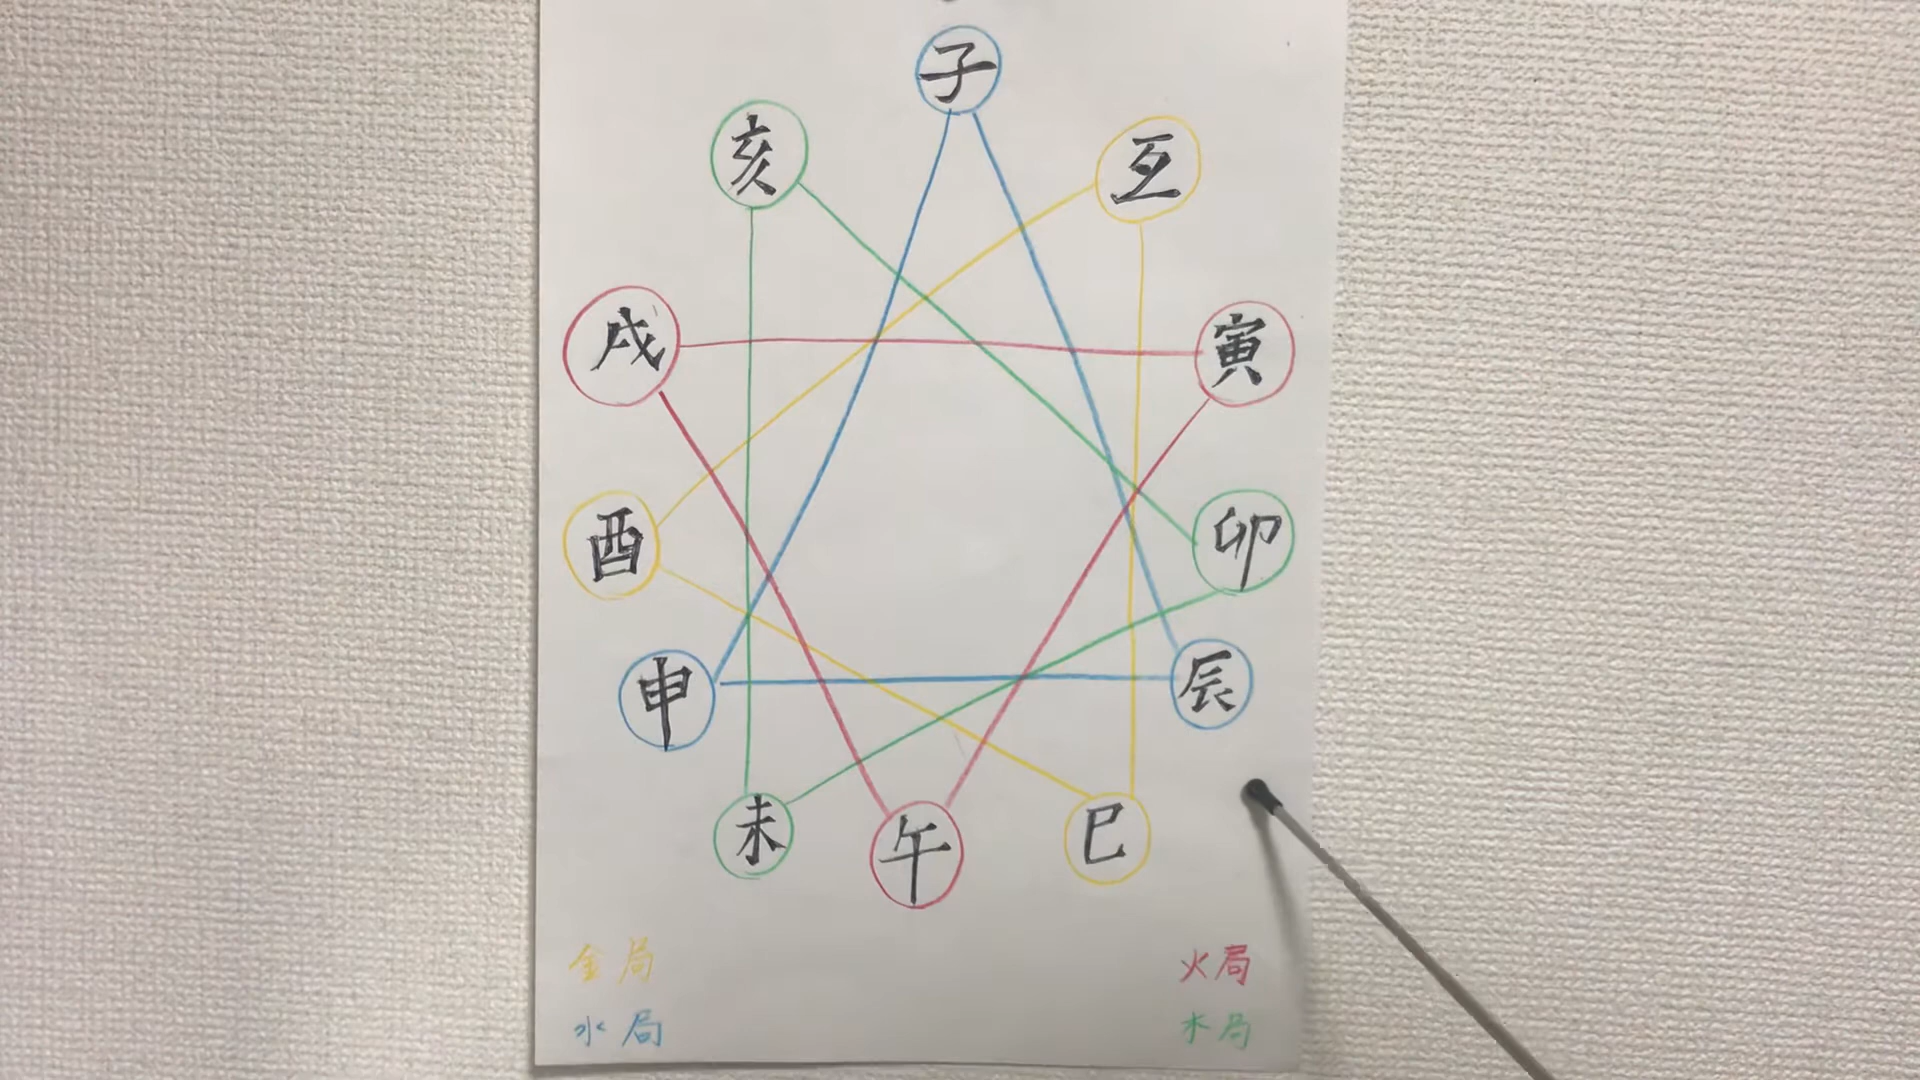 子
亥
互
戌
寅
酉
卯
申
辰
未
午
巳
金局
火局
水局
木局